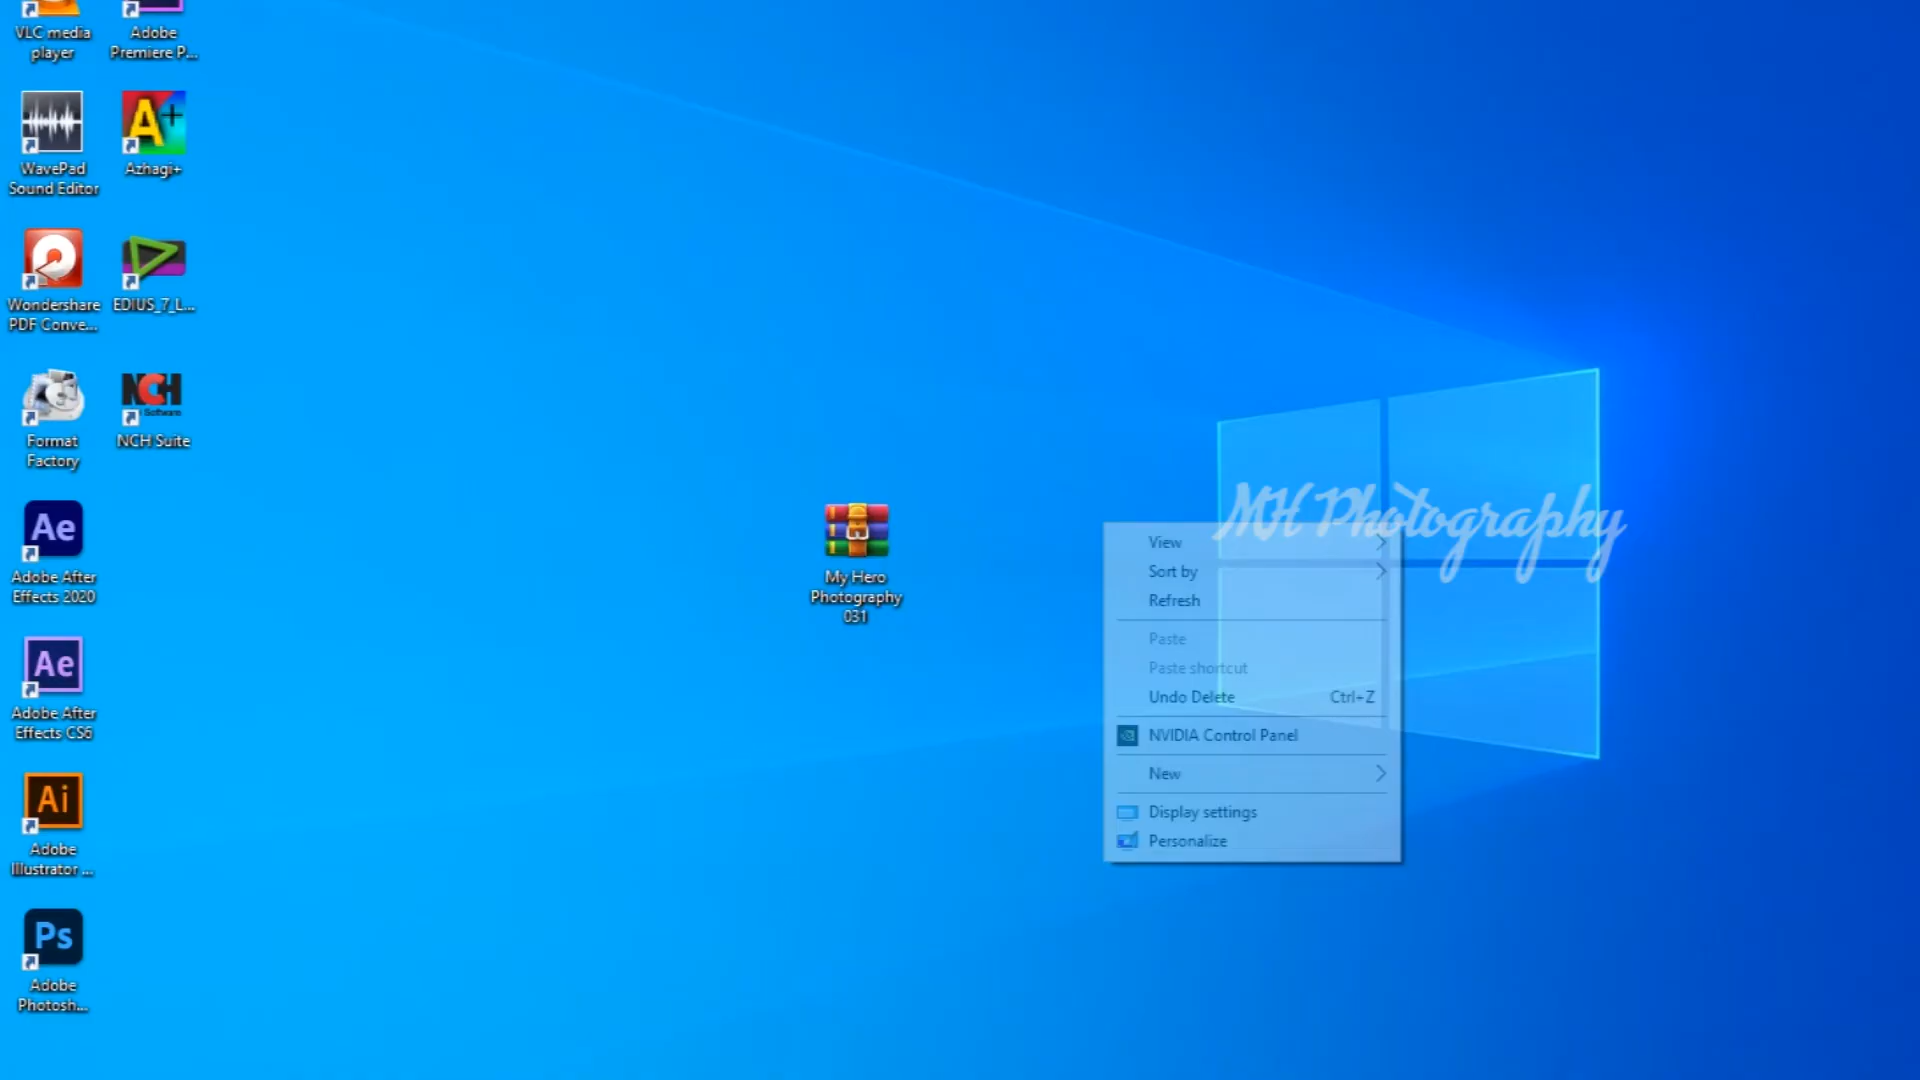 VLC media
player
Adobe
Premiere P...
WavePad
Sound Editor
A+
Azhagi+
Wondershare
PDF Conve...
EDIUS_7_L...
Format
Factory
NCH
Software
NCH Suite
Ae
Adobe After
Effects 2020
Ae
Adobe After
Effects CS6
Ai
Adobe
Illustrator ...
Ps
Adobe
Photosh...
My Hero
Photography
031
MH Photography
View
Sort by
Refresh
Paste
Paste shortcut
Undo Delete Ctrl+Z
NVIDIA Control Panel
New
Display settings
Personalize